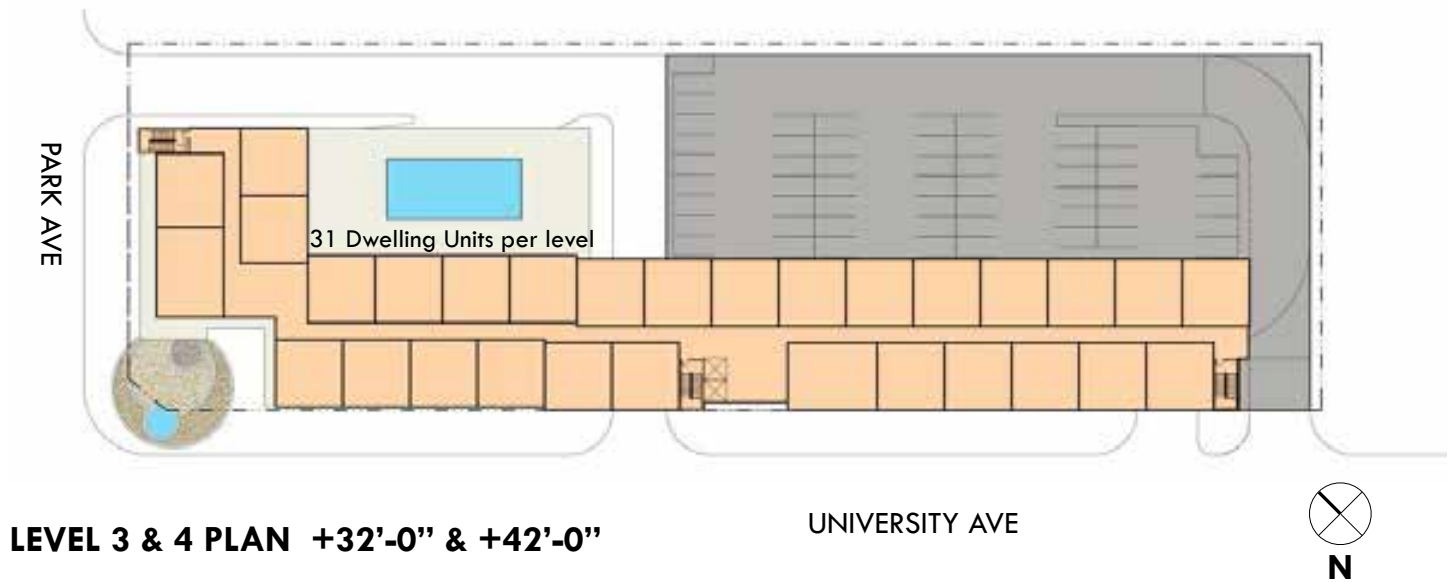 PARK AVE
31 Dwelling Units per level
UNIVERSITY AVE
LEVEL 3 & 4 PLAN +32'-0” & +42'-0”
N